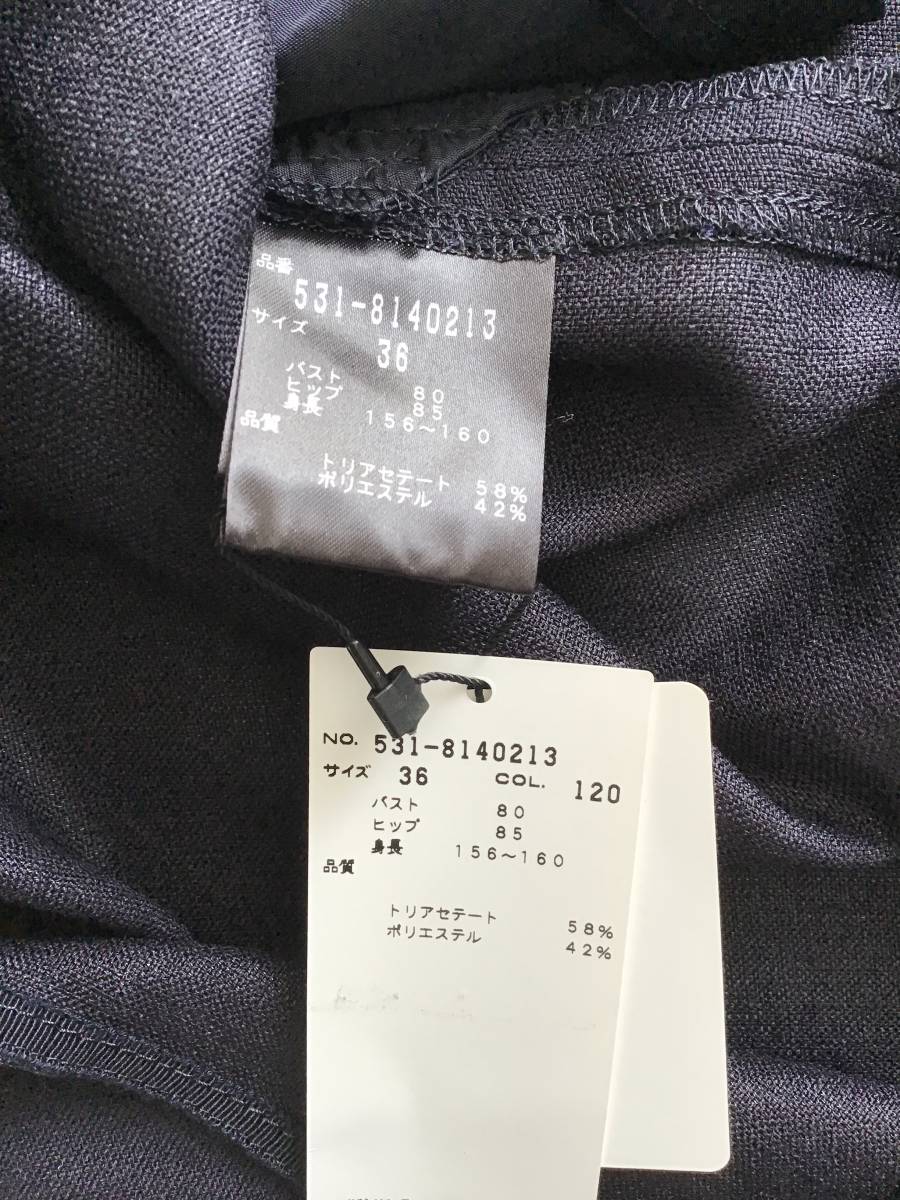 品番
531-8140213
サイズ
36
バスト 80
ヒップ 85
身長 156～160
品質
トリアセテート 58%
ポリエステル 42%
NO. 531-8140213
サイズ 36 COL. 120
バスト 80
ヒップ 85
身長 156～160
品質
トリアセテート 58%
ポリエステル 42%